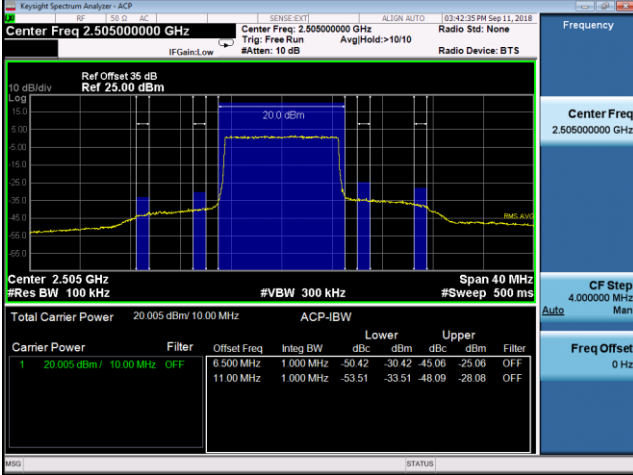 Keysight Spectrum Analyzer - ACP
RF 50 Ω AC SENSE:EXT ALIGN AUTO 03:42:35 PM Sep 11, 2018
Center Freq 2.505000000 GHz
Center Freq: 2.505000000 GHz Radio Std: None
Trig: Free Run Avg|Hold:>10/10
IFGain:Low #Atten: 10 dB Radio Device: BTS
Ref Offset 35 dB
10 dB/div Ref 25.00 dBm
Log
15.0
20.0 dBm
5.00
-5.00
-15.0
-25.0
-35.0
RMS AVG
-45.0
-55.0
-65.0
Center 2.505 GHz Span 40 MHz
#Res BW 100 kHz #VBW 300 kHz #Sweep 500 ms
Total Carrier Power 20.005 dBm/ 10.00 MHz ACP-IBW
Lower Upper
Carrier Power Filter Offset Freq Integ BW dBc dBm dBc dBm Filter
1 20.005 dBm / 10.00 MHz OFF 6.500 MHz 1.000 MHz -50.42 -30.42 -45.06 -25.06 OFF
11.00 MHz 1.000 MHz -53.51 -33.51 -48.09 -28.08 OFF
MSG STATUS
Frequency
Center Freq
2.505000000 GHz
CF Step
4.000000 MHz
Auto Man
Freq Offset
0 Hz